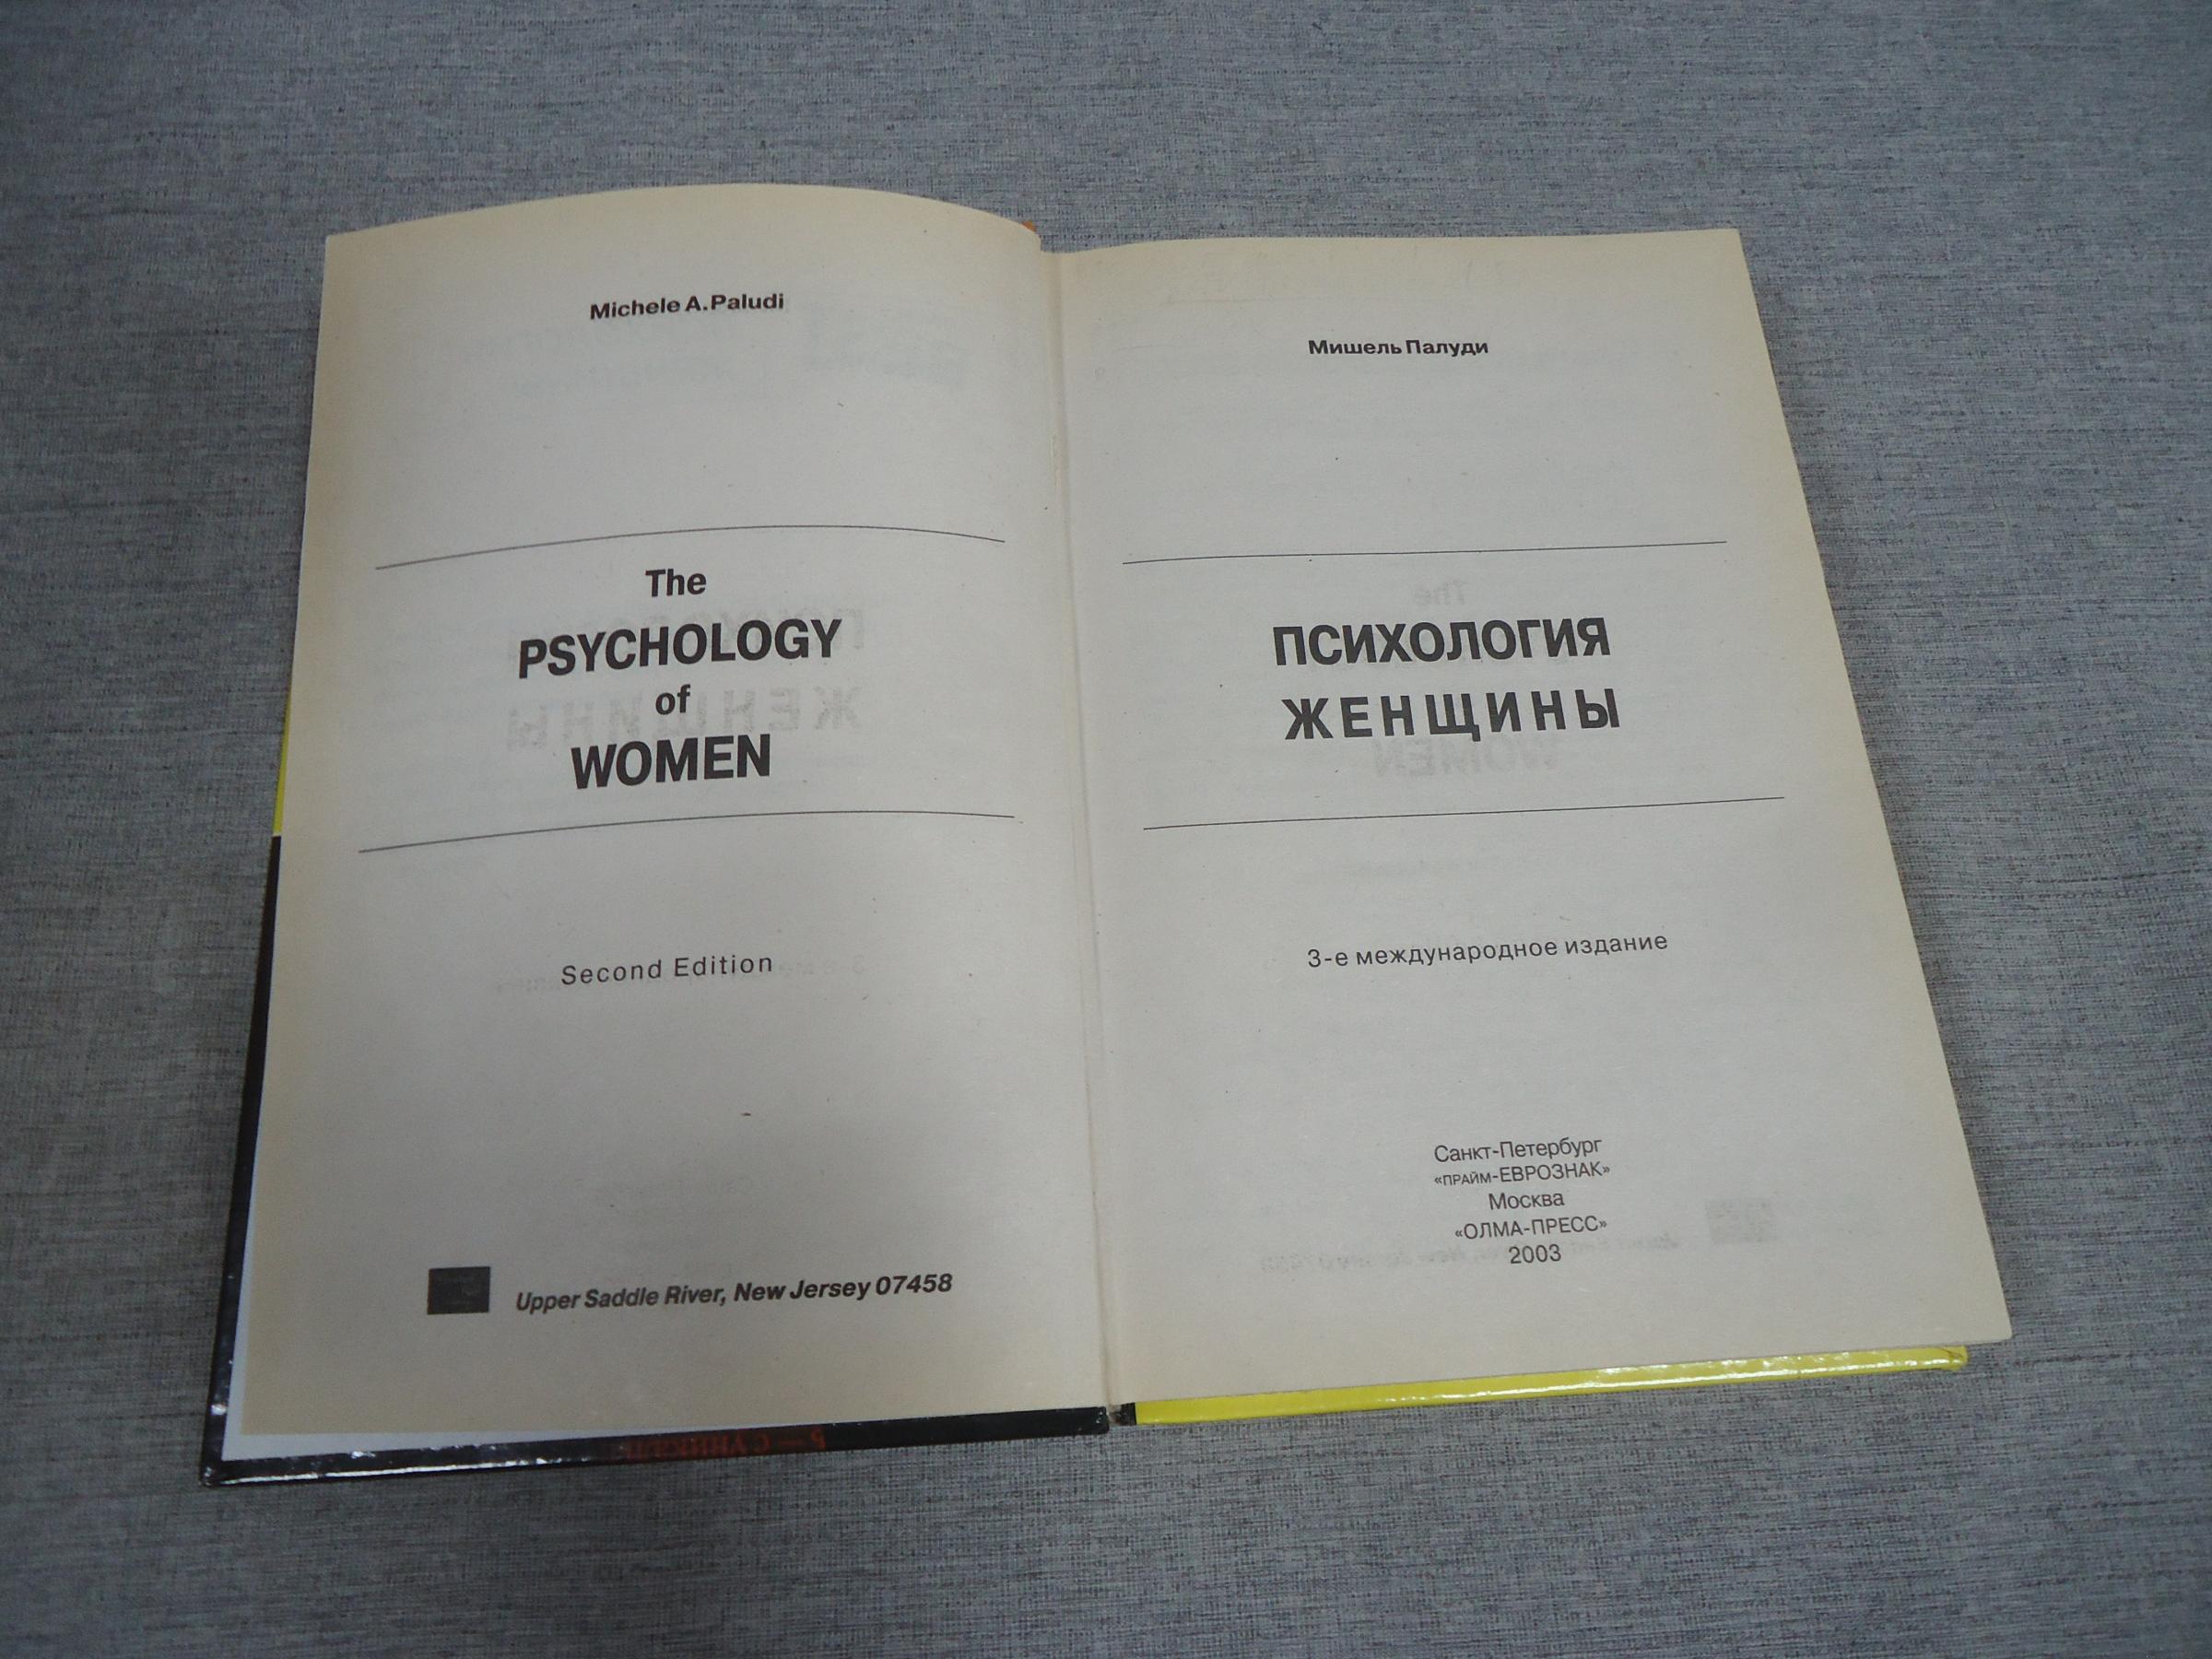 Michele A. Paludi
The
PSYCHOLOGY
of
WOMEN
Second Edition
Upper Saddle River, New Jersey 07458
Мишель Палуди
ПСИХОЛОГИЯ
ЖЕНЩИНЫ
3-е международное издание
Санкт-Петербург
«ПРАЙМ-ЕВРОЗНАК»
Москва
«ОЛМА-ПРЕСС»
2003